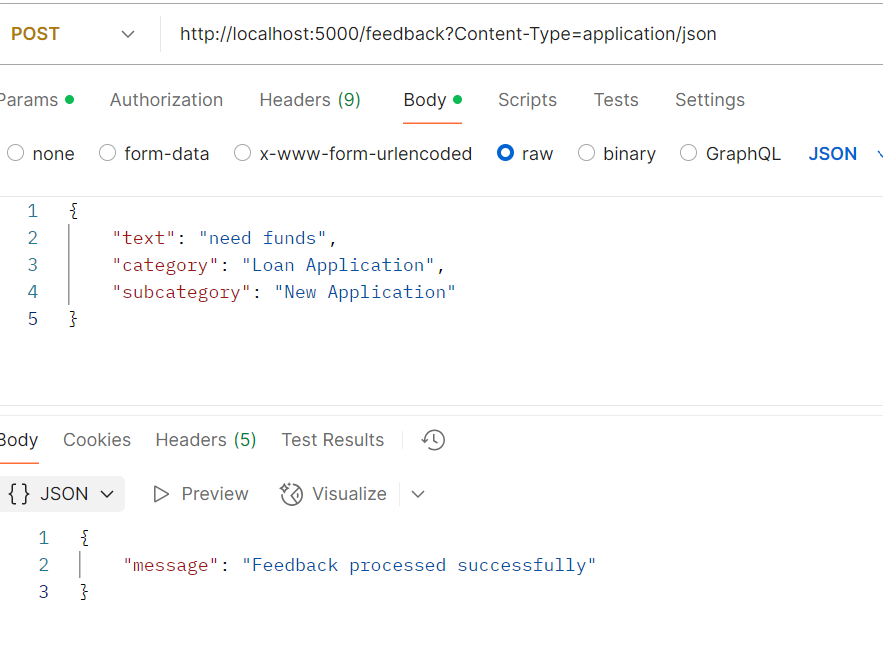 POST http://localhost:5000/feedback?Content-Type=application/json
Params Authorization Headers (9) Body Scripts Tests Settings
none form-data x-www-form-urlencoded raw binary GraphQL JSON
1 {
2 "text": "need funds",
3 "category": "Loan Application",
4 "subcategory": "New Application"
5 }
Body Cookies Headers (5) Test Results
{} JSON Preview Visualize
1 {
2 "message": "Feedback processed successfully"
3 }